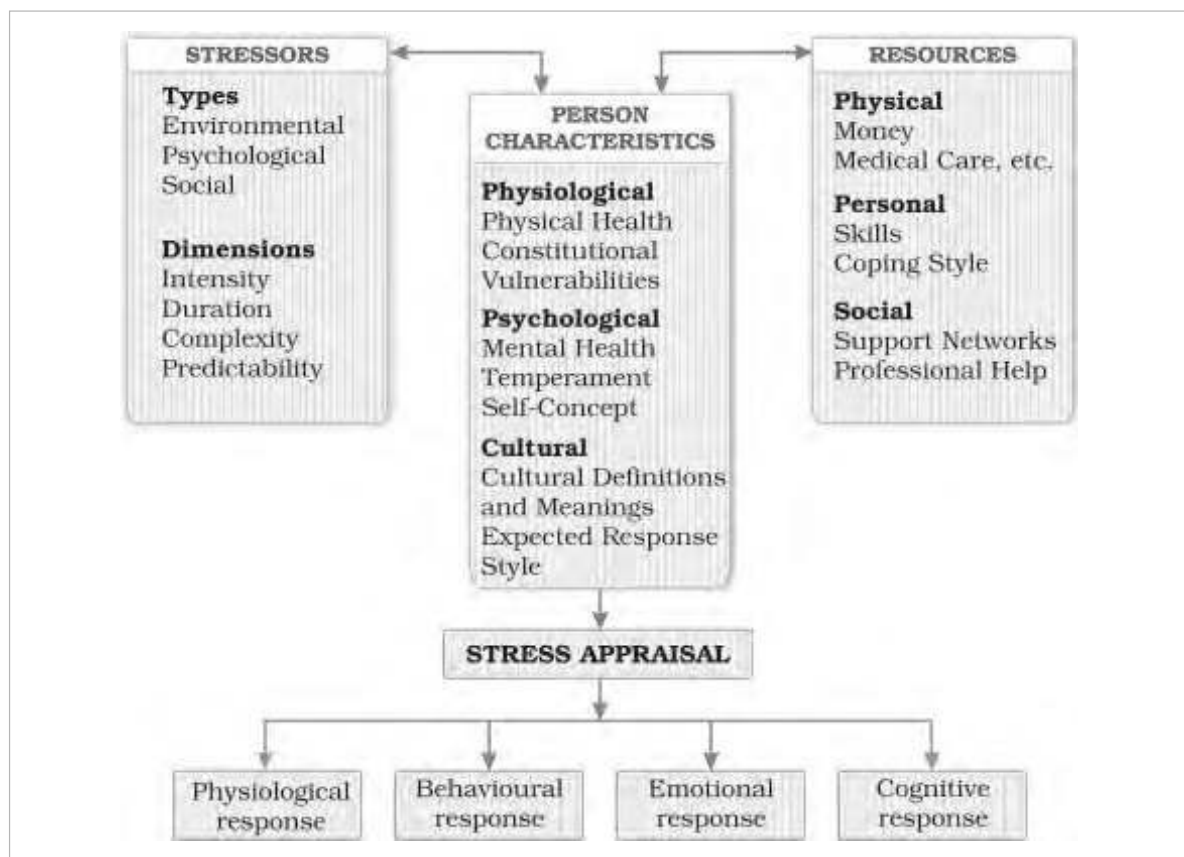 STRESSORS
Types
Environmental
Psychological
Social
Dimensions
Intensity
Duration
Complexity
Predictability
PERSON
CHARACTERISTICS
Physiological
Physical Health
Constitutional
Vulnerabilities
Psychological
Mental Health
Temperament
Self-Concept
Cultural
Cultural Definitions
and Meanings
Expected Response
Style
RESOURCES
Physical
Money
Medical Care, etc.
Personal
Skills
Coping Style
Social
Support Networks
Professional Help
STRESS APPRAISAL
Physiological
response
Behavioural
response
Emotional
response
Cognitive
response